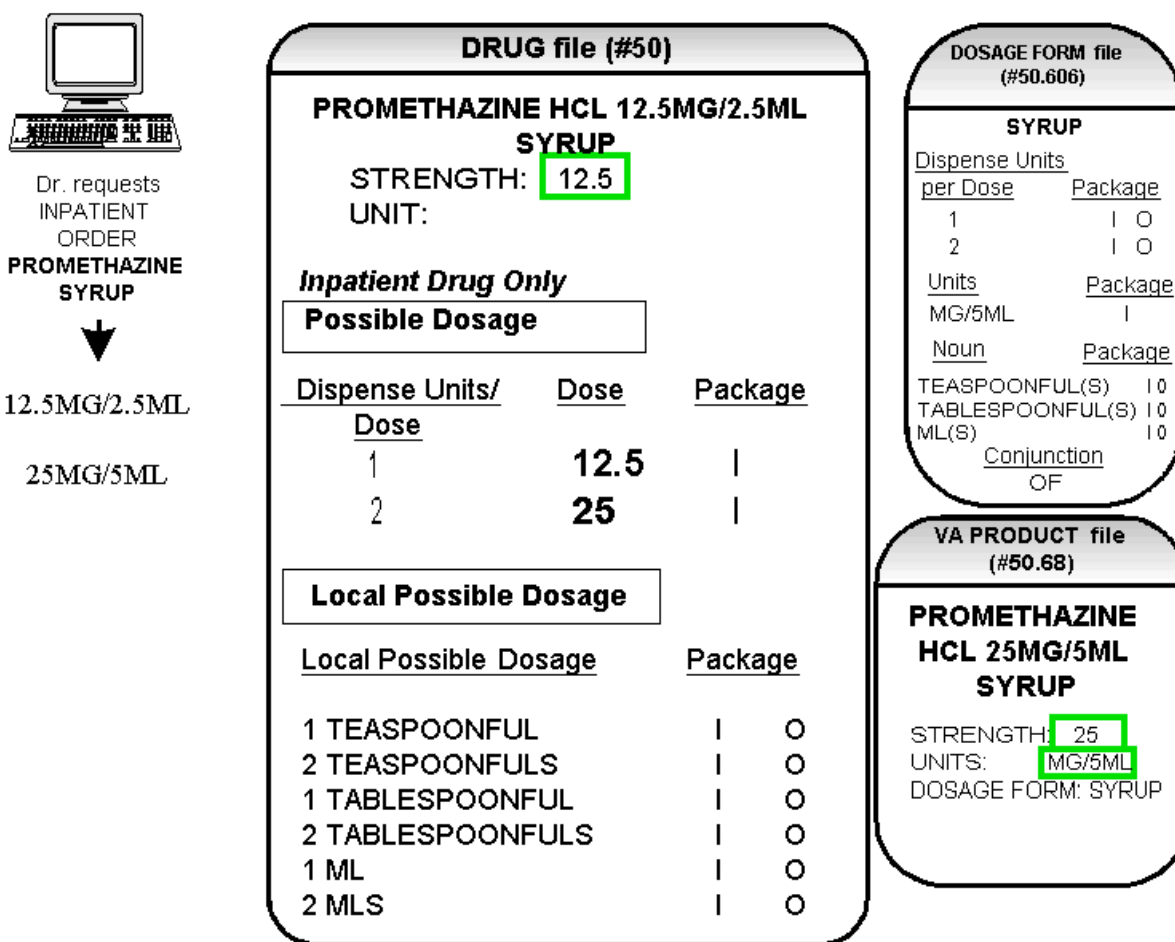 Dr. requests
INPATIENT
ORDER
PROMETHAZINE
SYRUP
12.5MG/2.5ML
25MG/5ML
DRUG file (#50)
PROMETHAZINE HCL 12.5MG/2.5ML
SYRUP
STRENGTH: 12.5
UNIT:
Inpatient Drug Only
Possible Dosage
Dispense Units/ Dose Package
Dose
1 12.5 I
2 25 I
Local Possible Dosage
Local Possible Dosage Package
1 TEASPOONFUL I O
2 TEASPOONFULS I O
1 TABLESPOONFUL I O
2 TABLESPOONFULS I O
1 ML I O
2 MLS I O
DOSAGE FORM file
(#50.606)
SYRUP
Dispense Units
per Dose Package
1 I O
2 I O
Units Package
MG/5ML I
Noun Package
TEASPOONFUL(S) I 0
TABLESPOONFUL(S) I 0
ML(S) I 0
Conjunction
OF
VA PRODUCT file
(#50.68)
PROMETHAZINE
HCL 25MG/5ML
SYRUP
STRENGTH: 25
UNITS: MG/5ML
DOSAGE FORM: SYRUP